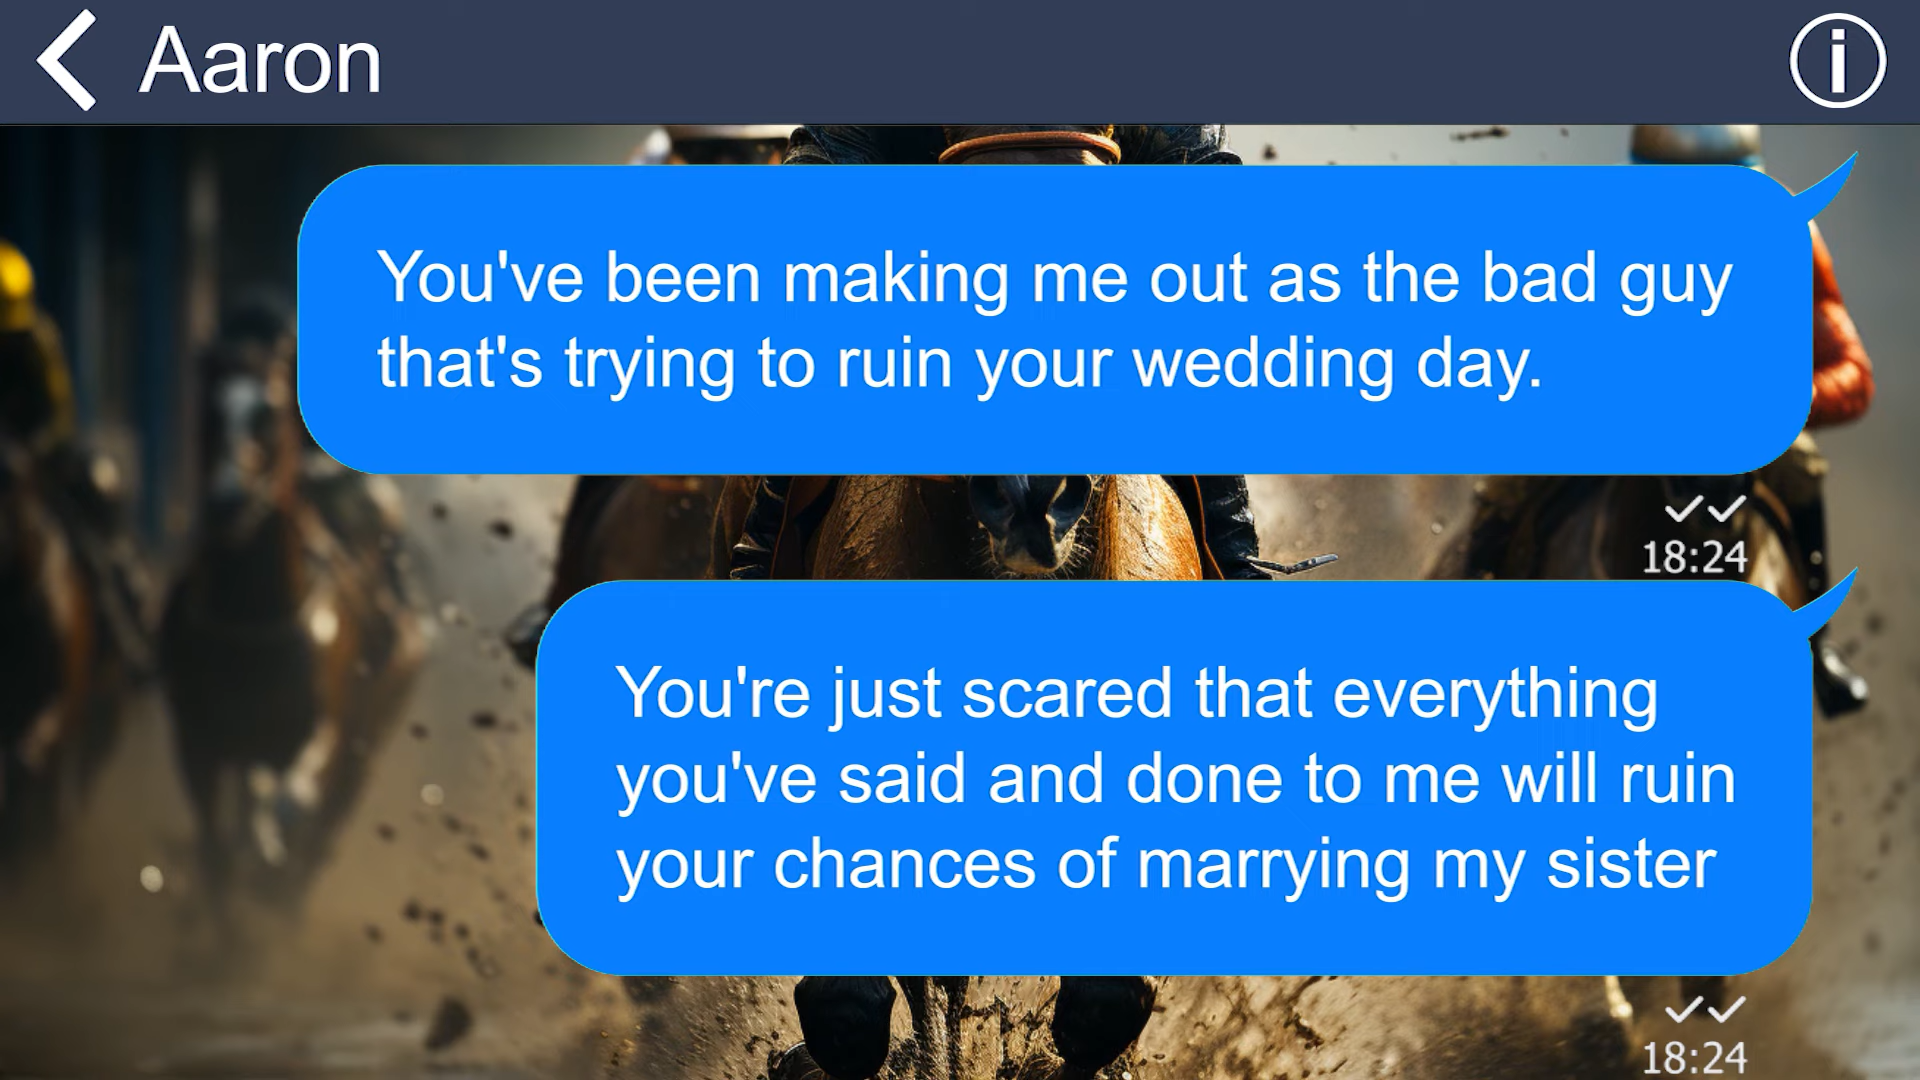 Aaron
You've been making me out as the bad guy
that's trying to ruin your wedding day.
18:24
You're just scared that everything
you've said and done to me will ruin
your chances of marrying my sister
18:24